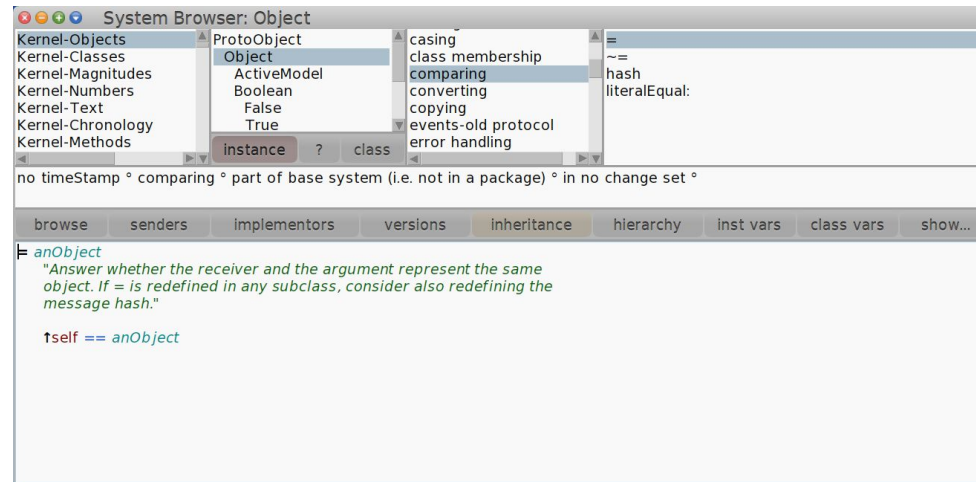 System Browser: Object
Kernel-Objects
Kernel-Classes
Kernel-Magnitudes
Kernel-Numbers
Kernel-Text
Kernel-Chronology
Kernel-Methods
ProtoObject
Object
ActiveModel
Boolean
False
True
instance ? class
casing
class membership
comparing
converting
copying
events-old protocol
error handling
=
~=
hash
literalEqual:
no timeStamp ° comparing ° part of base system (i.e. not in a package) ° in no change set °
browse senders implementors versions inheritance hierarchy inst vars class vars show...
= anObject
"Answer whether the receiver and the argument represent the same
object. If = is redefined in any subclass, consider also redefining the
message hash."
↑self == anObject